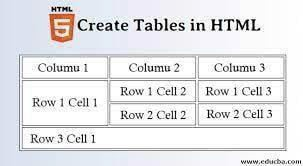 HTML
5 Create Tables in HTML
Columu 1 Columu 2 Columu 3
Row 1 Cell 1 Row 1 Cell 2 Row 1 Cell 3
Row 2 Cell 2 Row 2 Cell 3
Row 3 Cell 1
www.educba.com